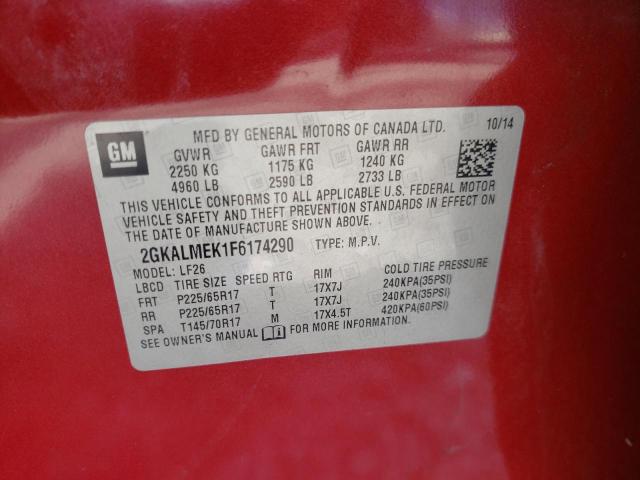 GM
MFD BY GENERAL MOTORS OF CANADA LTD. 10/14
GVWR GAWR FRT GAWR RR
2250 KG 1175 KG 1240 KG
4960 LB 2590 LB 2733 LB
THIS VEHICLE CONFORMS TO ALL APPLICABLE U.S. FEDERAL MOTOR
VEHICLE SAFETY AND THEFT PREVENTION STANDARDS IN EFFECT ON
THE DATE OF MANUFACTURE SHOWN ABOVE.
2GKALMEK1F6174290 TYPE: M.P.V.
MODEL: LF26
LBCD TIRE SIZE SPEED RTG RIM COLD TIRE PRESSURE
FRT P225/65R17 T 17X7J 240KPA(35PSI)
RR P225/65R17 T 17X7J 240KPA(35PSI)
SPA T145/70R17 M 17X4.5T 420KPA(60PSI)
SEE OWNER'S MANUAL FOR MORE INFORMATION